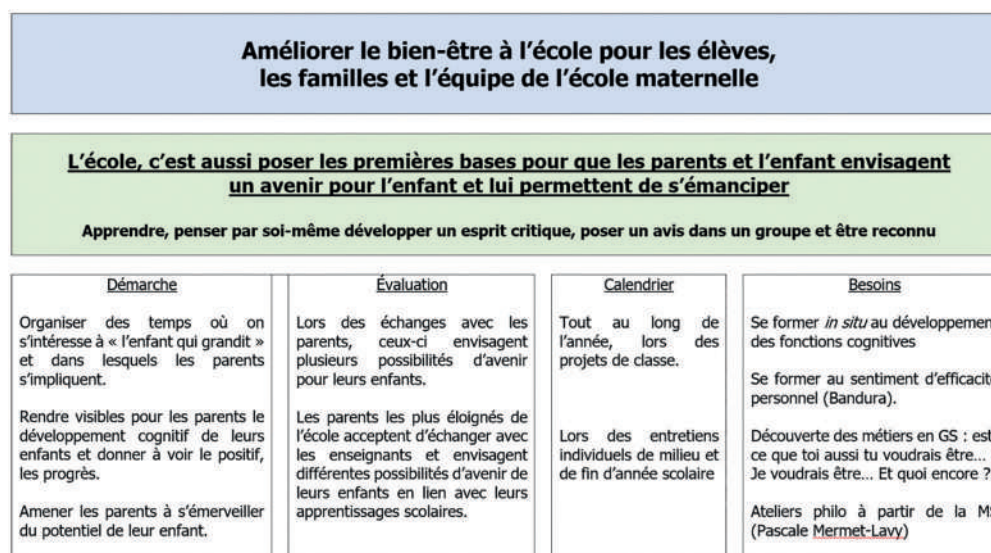 Améliorer le bien-être à l'école pour les élèves,
les familles et l'équipe de l'école maternelle
L'école, c'est aussi poser les premières bases pour que les parents et l'enfant envisagent
un avenir pour l'enfant et lui permettent de s'émanciper
Apprendre, penser par soi-même développer un esprit critique, poser un avis dans un groupe et être reconnu
Démarche
Organiser des temps où on
s'intéresse à « l'enfant qui grandit »
et dans lesquels les parents
s'impliquent.
Rendre visibles pour les parents le
développement cognitif de leurs
enfants et donner à voir le positif,
les progrès.
Amener les parents à s'émerveiller
du potentiel de leur enfant.
Évaluation
Lors des échanges avec les
parents, ceux-ci envisagent
plusieurs possibilités d'avenir
pour leurs enfants.
Les parents les plus éloignés de
l'école acceptent d'échanger avec
les enseignants et envisagent
différentes possibilités d'avenir de
leurs enfants en lien avec leurs
apprentissages scolaires.
Calendrier
Tout au long de
l'année, lors des
projets de classe.
Lors des entretiens
individuels de milieu et
de fin d'année scolaire
Besoins
Se former in situ au développemen
des fonctions cognitives
Se former au sentiment d'efficacité
personnel (Bandura).
Découverte des métiers en GS : est
ce que toi aussi tu voudrais être...
Je voudrais être... Et quoi encore ?
Ateliers philo à partir de la MS
(Pascale Mermet-Lavy)